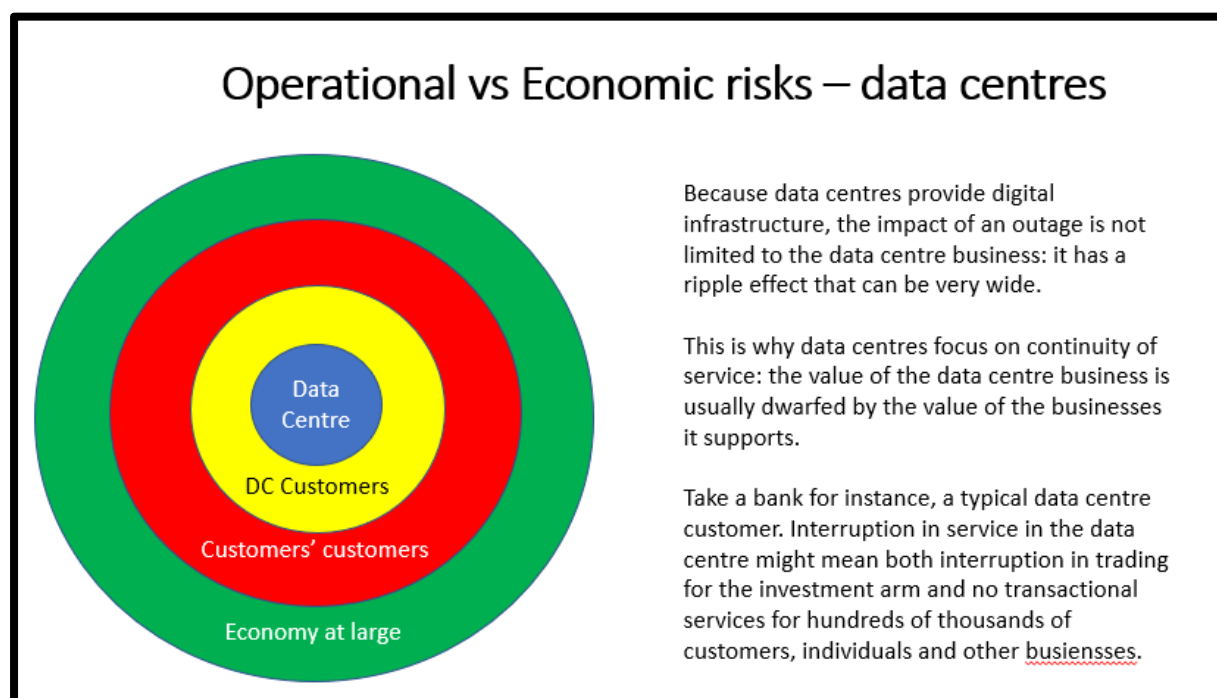 Operational vs Economic risks – data centres
Data
Centre
DC Customers
Customers’ customers
Economy at large
Because data centres provide digital
infrastructure, the impact of an outage is not
limited to the data centre business: it has a
ripple effect that can be very wide.
This is why data centres focus on continuity of
service: the value of the data centre business is
usually dwarfed by the value of the businesses
it supports.
Take a bank for instance, a typical data centre
customer. Interruption in service in the data
centre might mean both interruption in trading
for the investment arm and no transactional
services for hundreds of thousands of
customers, individuals and other busiensses.